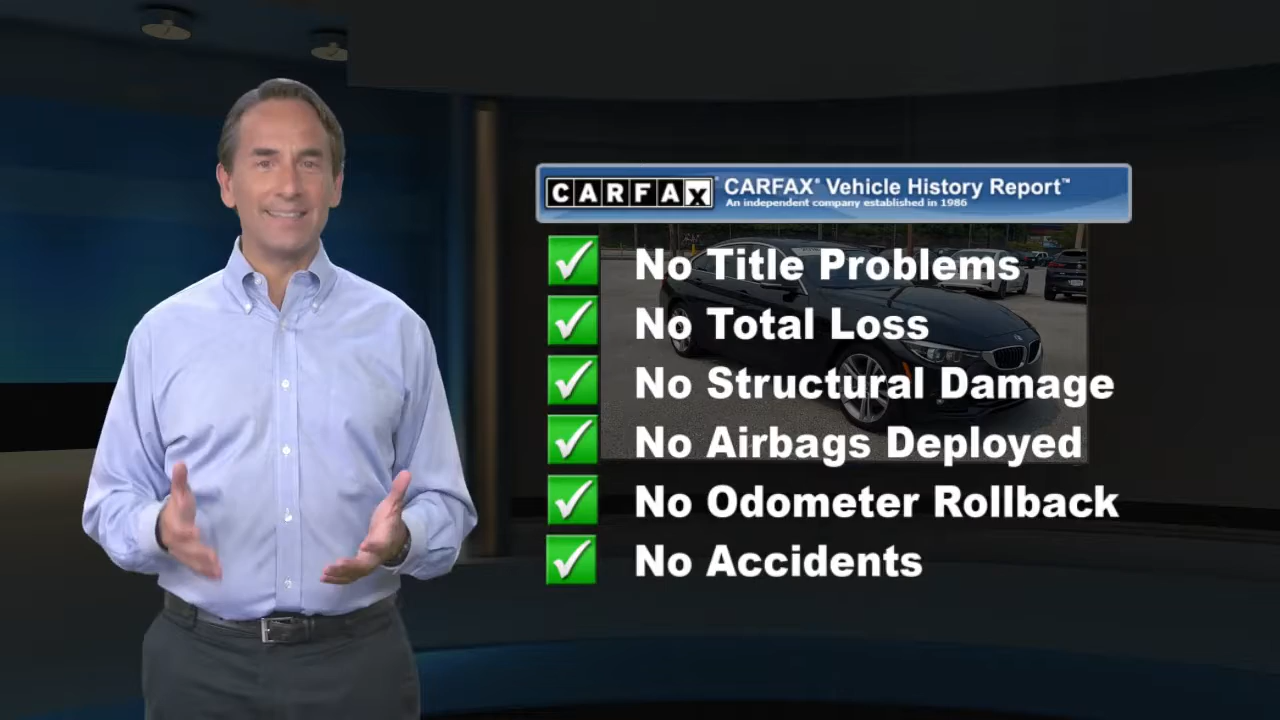 CARFAX
CARFAX® Vehicle History Report™
An independent company established in 1986
No Title Problems
No Total Loss
No Structural Damage
No Airbags Deployed
No Odometer Rollback
No Accidents